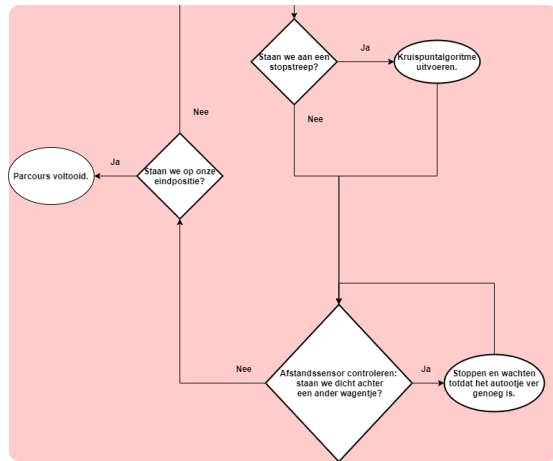 Staan we aan een
stopstreep?
Ja
Kruispuntalgoritme
uitvoeren.
Nee
Nee
Staan we op onze
eindpositie?
Ja
Parcours voltooid.
Afstandssensor controleren:
staan we dicht achter
een ander wagentje?
Nee
Ja
Stoppen en wachten
totdat het autootje ver
genoeg is.